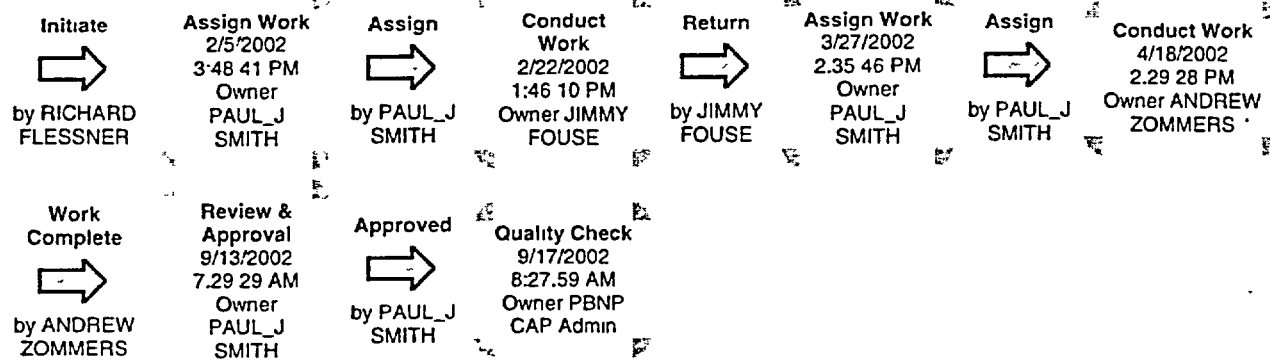 Initiate
by RICHARD
FLESSNER
Assign Work
2/5/2002
3:48 41 PM
Owner
PAUL_J
SMITH
Assign
by PAUL_J
SMITH
Conduct
Work
2/22/2002
1:46 10 PM
Owner JIMMY
FOUSE
Return
by JIMMY
FOUSE
Assign Work
3/27/2002
2.35 46 PM
Owner
PAUL_J
SMITH
Assign
by PAUL_J
SMITH
Conduct Work
4/18/2002
2.29 28 PM
Owner ANDREW
ZOMMERS
Work
Complete
by ANDREW
ZOMMERS
Review &
Approval
9/13/2002
7.29 29 AM
Owner
PAUL_J
SMITH
Approved
by PAUL_J
SMITH
Quality Check
9/17/2002
8:27.59 AM
Owner PBNP
CAP Admin